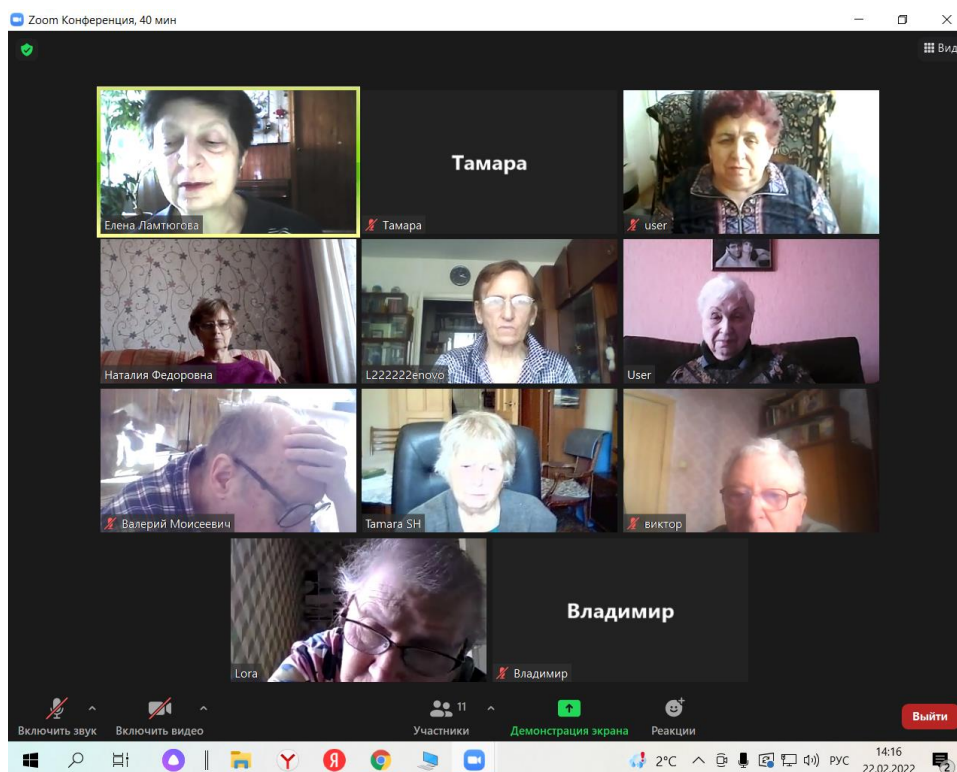 Zoom Конференция, 40 мин
Вид
Тамара
Елена Ламтюгова
Тамара
user
Наталия Федоровна
L222222enovo
User
Валерий Моисеевич
Tamara SH
виктор
Владимир
Lora
Владимир
11
Включить звук
Включить видео
Участники
Демонстрация экрана
Реакции
Выйти
Y
Я
2°C
РУС
14:16
22.02.2022
2